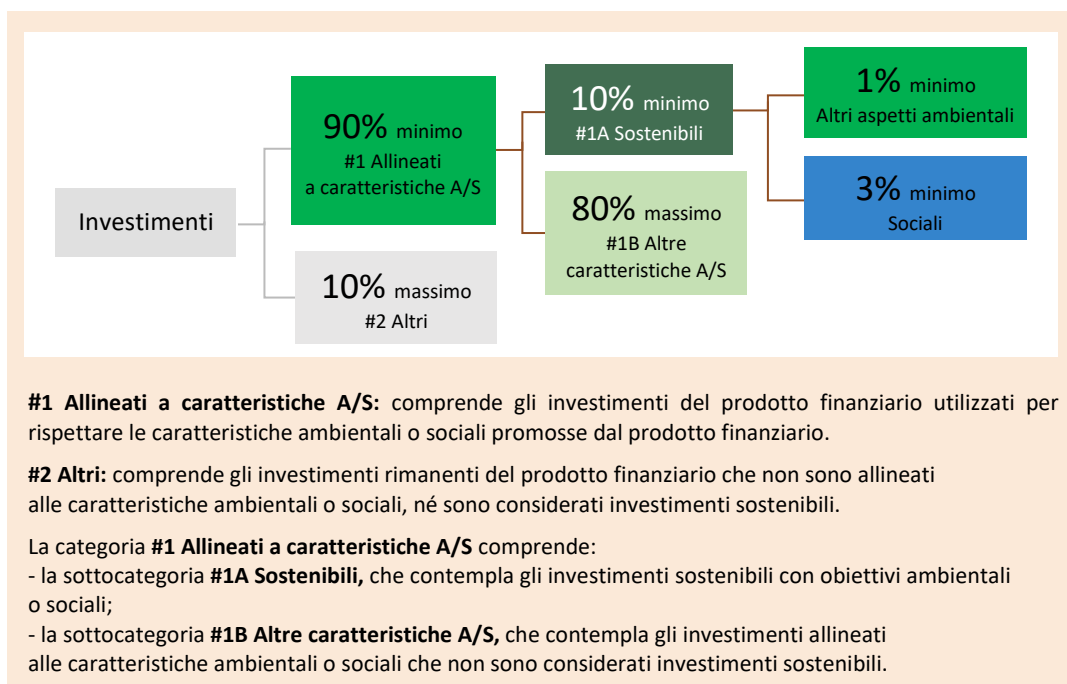 Investimenti
90% minimo
#1 Allineati
a caratteristiche A/S
10% massimo
#2 Altri
10% minimo
#1A Sostenibili
80% massimo
#1B Altre
caratteristiche A/S
1% minimo
Altri aspetti ambientali
3% minimo
Sociali
#1 Allineati a caratteristiche A/S: comprende gli investimenti del prodotto finanziario utilizzati per
rispettare le caratteristiche ambientali o sociali promosse dal prodotto finanziario.
#2 Altri: comprende gli investimenti rimanenti del prodotto finanziario che non sono allineati
alle caratteristiche ambientali o sociali, né sono considerati investimenti sostenibili.
La categoria #1 Allineati a caratteristiche A/S comprende:
- la sottocategoria #1A Sostenibili, che contempla gli investimenti sostenibili con obiettivi ambientali
o sociali;
- la sottocategoria #1B Altre caratteristiche A/S, che contempla gli investimenti allineati
alle caratteristiche ambientali o sociali che non sono considerati investimenti sostenibili.